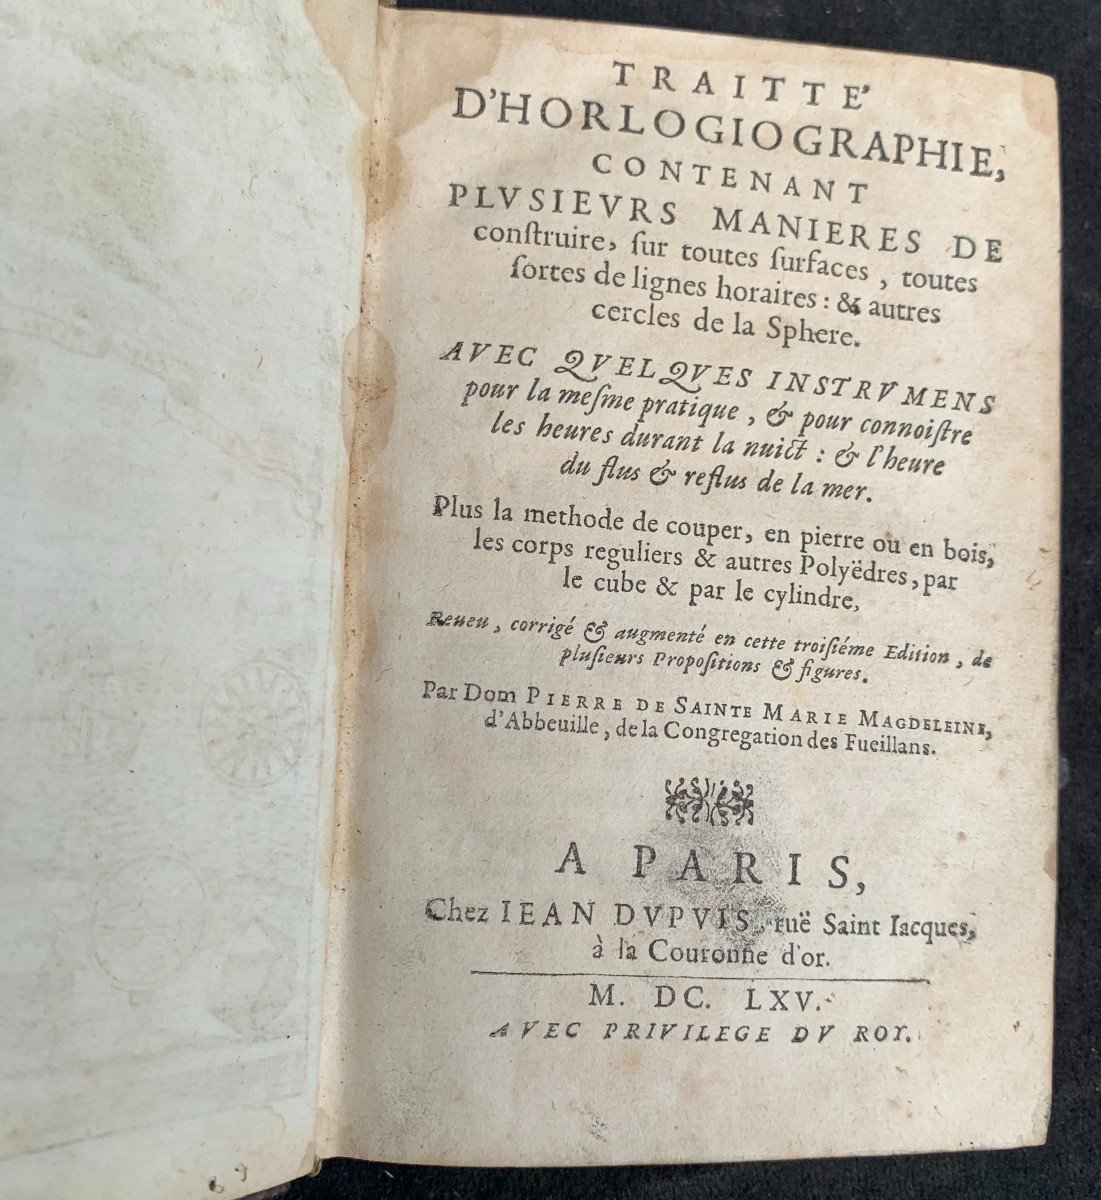 TRAITTÉ
D'HORLOGIOGRAPHIE,
CONTENANT
PLVSIEVRS MANIERES DE
conſtruire, ſur toutes ſurfaces, toutes
ſortes de lignes horaires: & autres
cercles de la Sphere.
AVEC QVELQVES INSTRVMENS
pour la meſme pratique, & pour connoiſtre
les heures durant la nuict: & l'heure
du flus & reflus de la mer.
Plus la methode de couper, en pierre ou en bois,
les corps reguliers & autres Polyëdres, par
le cube & par le cylindre,
Reueu, corrigé & augmenté en cette troiſiéme Edition, de
pluſieurs Propoſitions & figures.
Par Dom PIERRE DE SAINTE MARIE MAGDELEINE,
d'Abbeuille, de la Congregation des Fueillans.
A PARIS,
Chez IEAN DVPVIS, ruë Saint Iacques,
à la Couronne d'or.
M. DC. LXV.
AVEC PRIVILEGE DV ROY.